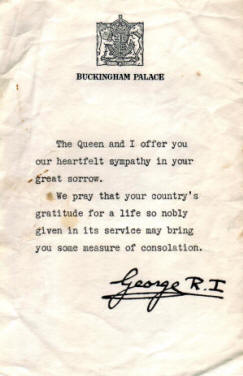 BUCKINGHAM PALACE
The Queen and I offer you
our heartfelt sympathy in your
great sorrow.
We pray that your country's
gratitude for a life so nobly
given in its service may bring
you some measure of consolation.
George R.I